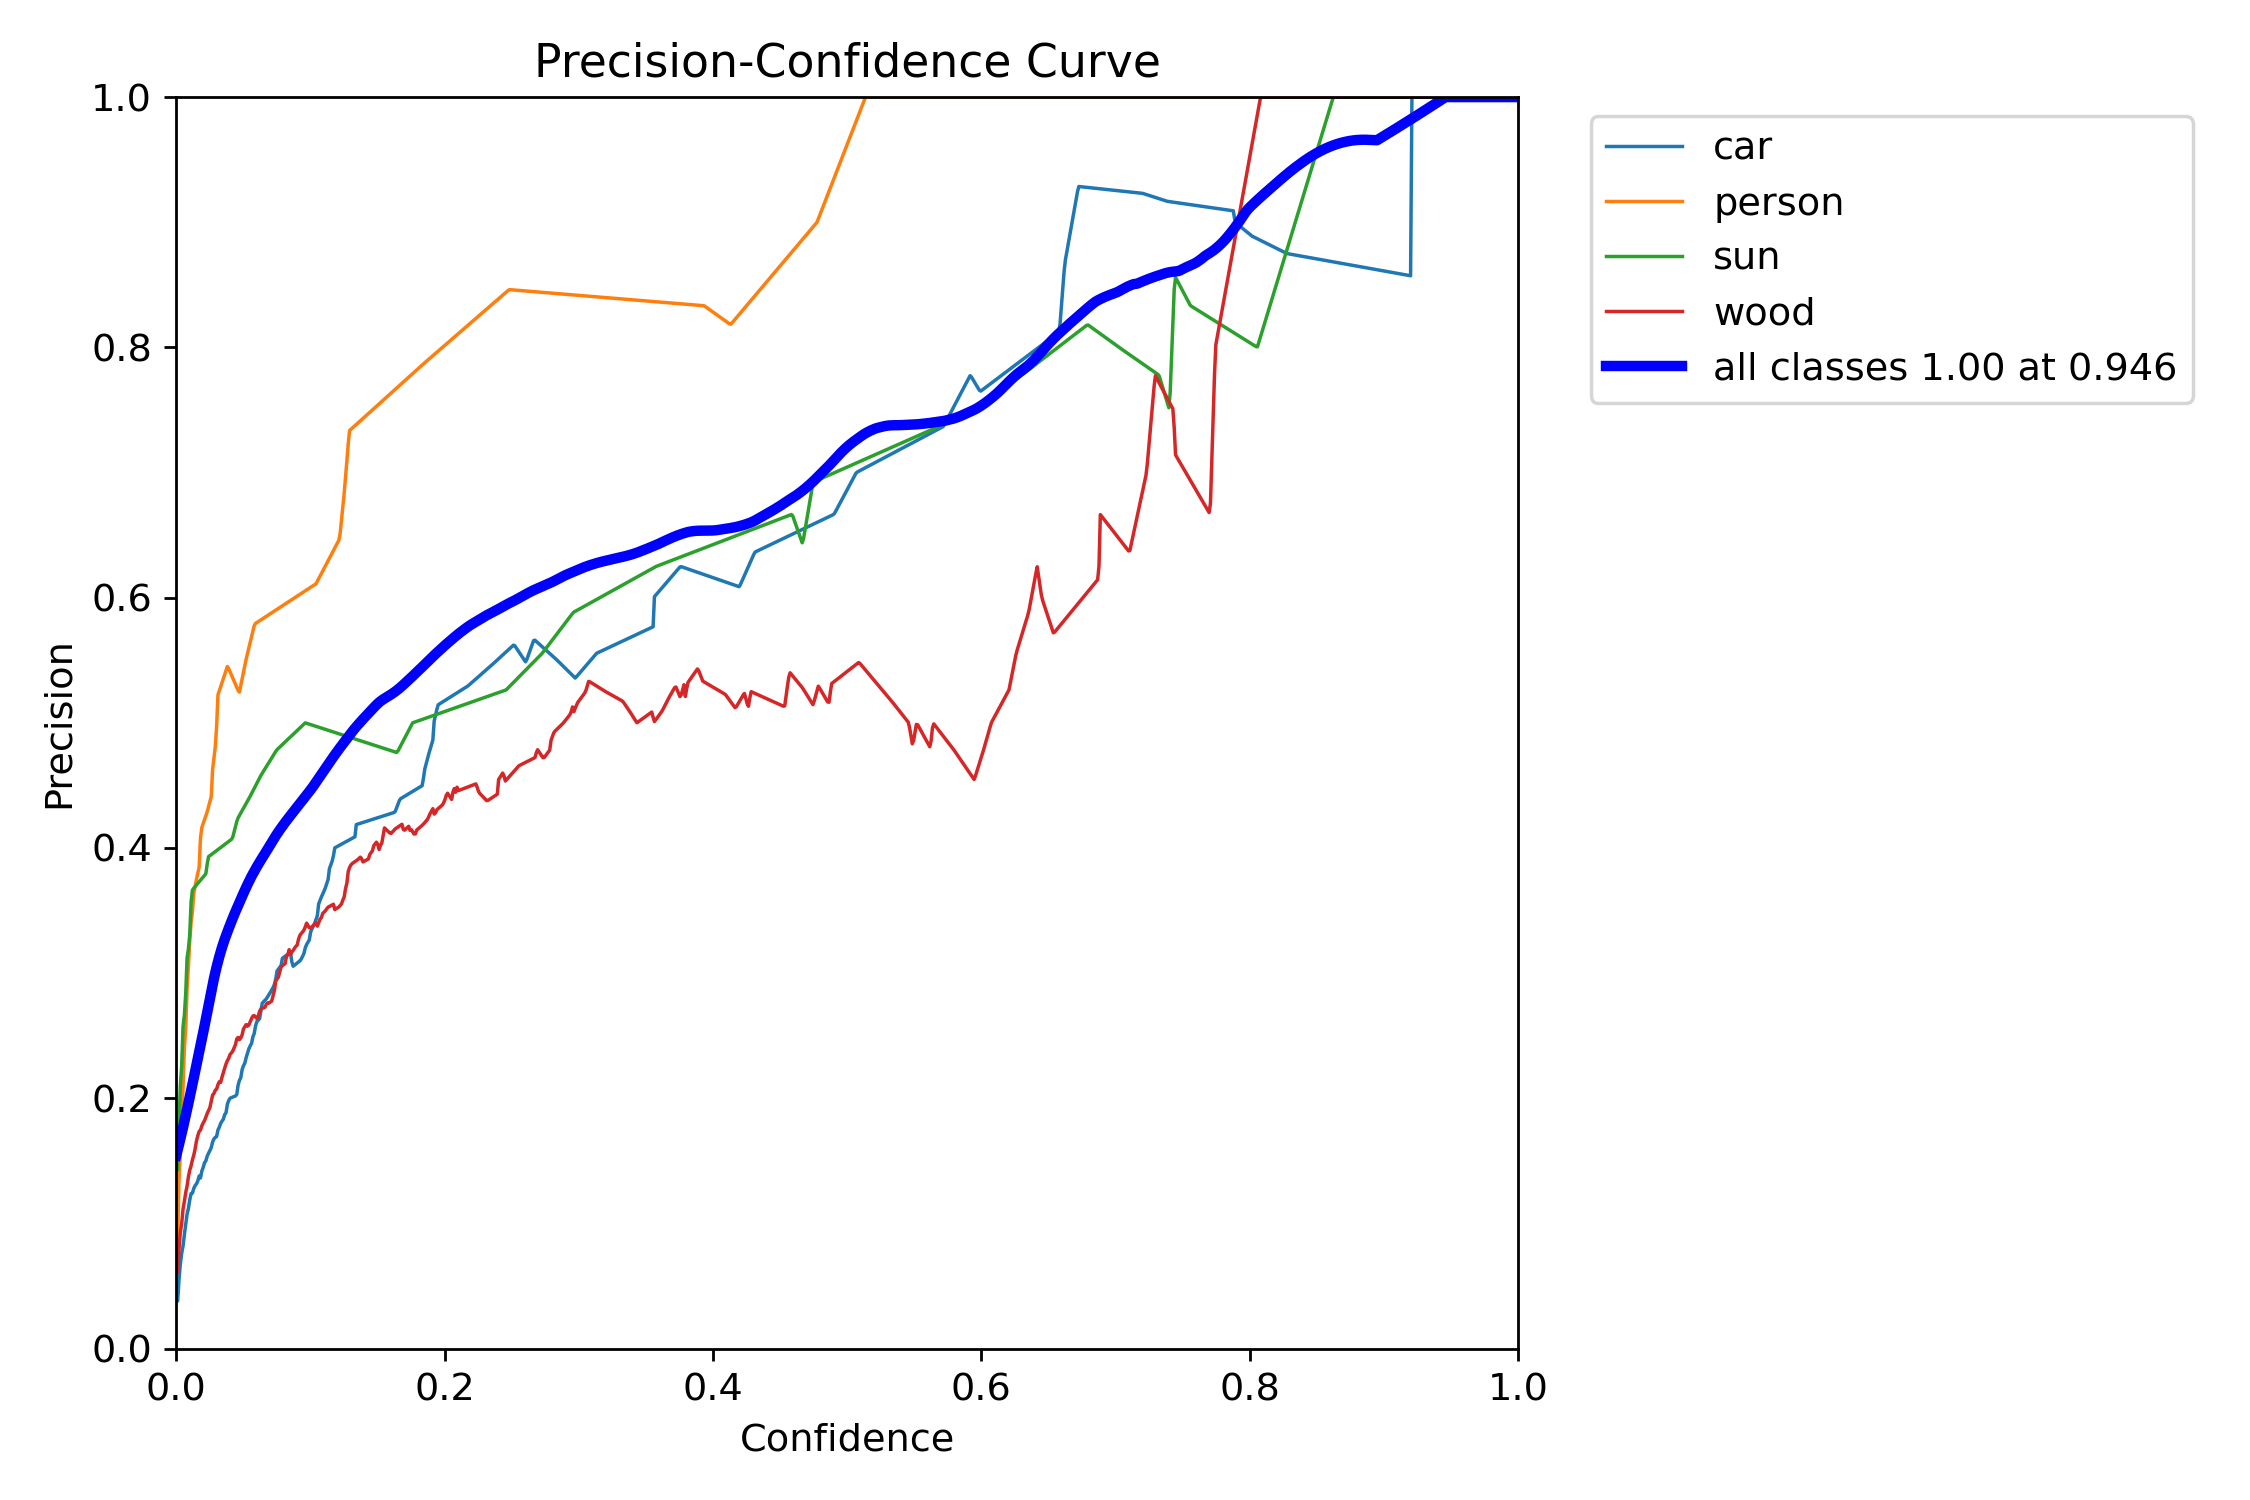 Precision-Confidence Curve
1.0
0.8
0.6
0.4
0.2
0.0
Precision
0.0 0.2 0.4 0.6 0.8 1.0
Confidence
car
person
sun
wood
all classes 1.00 at 0.946